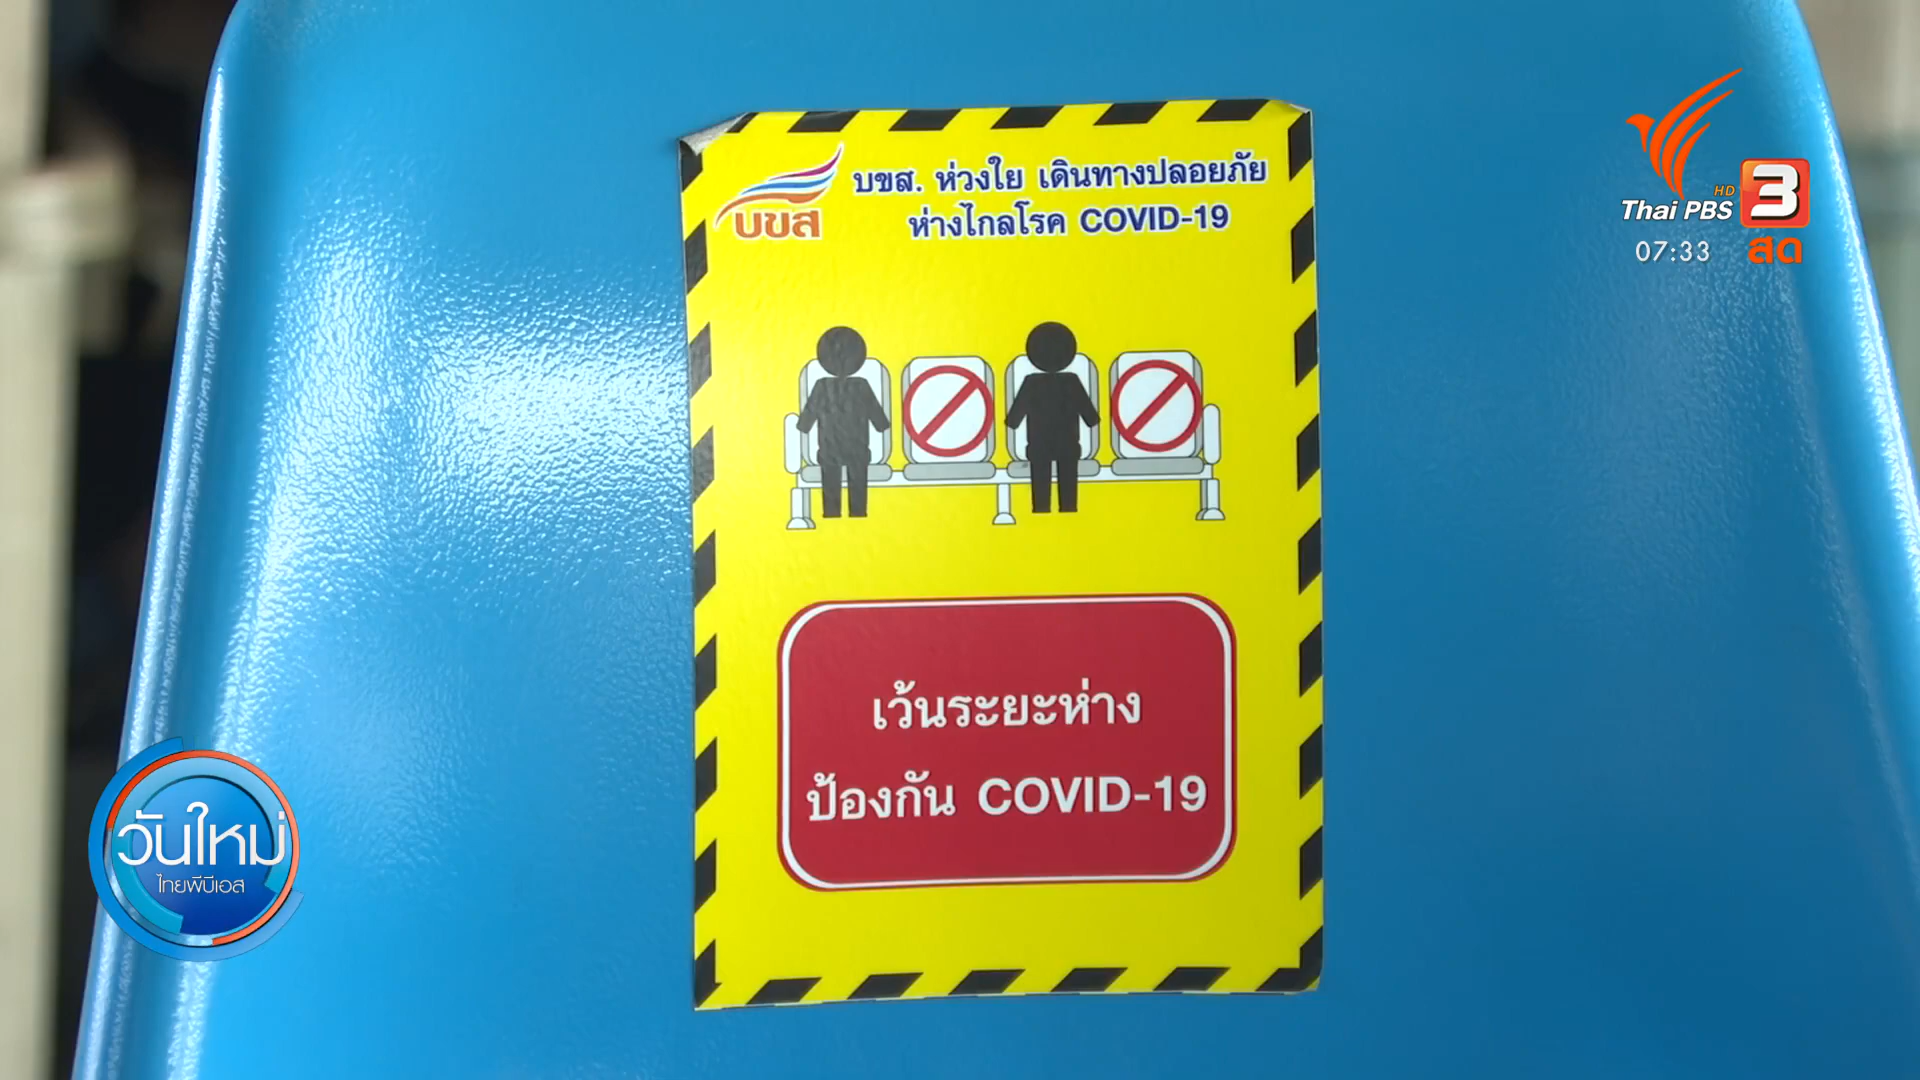 บขส
บขส. ห่วงใย เดินทางปลอดภัย
ห่างไกลโรค COVID-19
เว้นระยะห่าง
ป้องกัน COVID-19
HD
Thai PBS 3
07:33 สด
วันใหม่
ไทยพีบีเอส